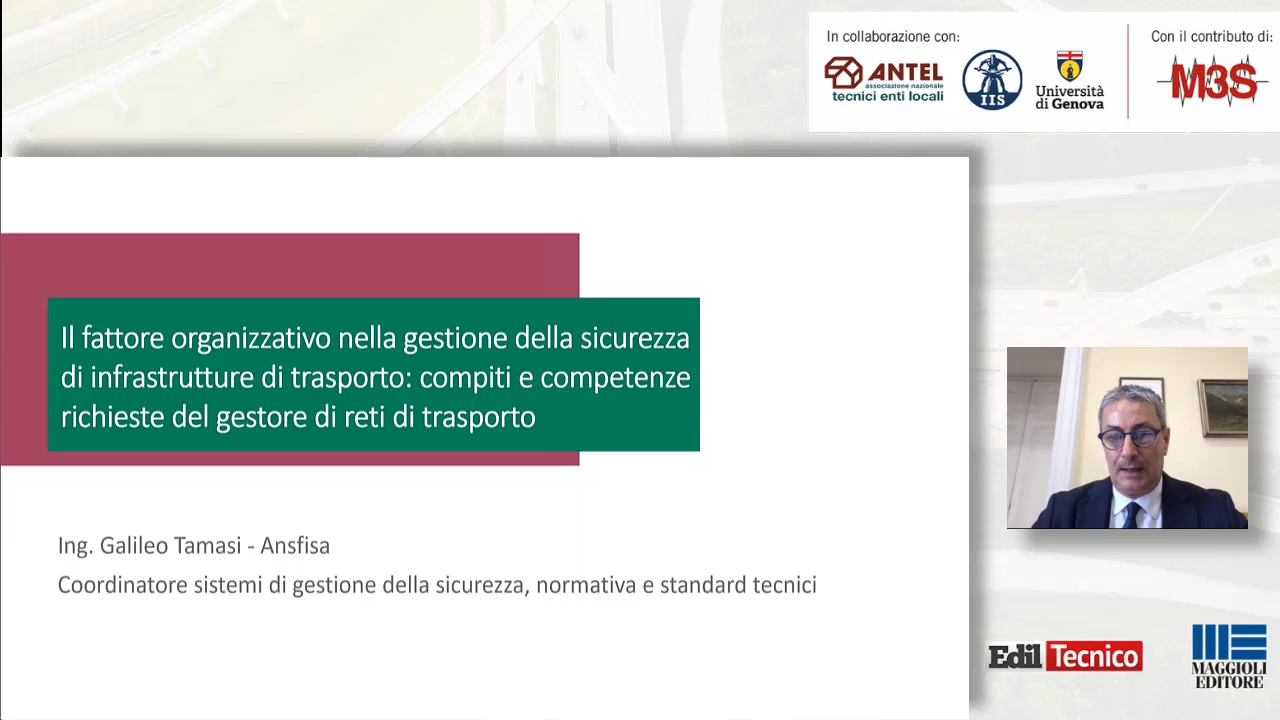 In collaborazione con:
Con il contributo di:
ANTEL
associazione nazionale
tecnici enti locali
IIS
Università
di Genova
M3S
Il fattore organizzativo nella gestione della sicurezza
di infrastrutture di trasporto: compiti e competenze
richieste del gestore di reti di trasporto
Ing. Galileo Tamasi - Ansfisa
Coordinatore sistemi di gestione della sicurezza, normativa e standard tecnici
Edil Tecnico
MAGGIOLI
EDITORE